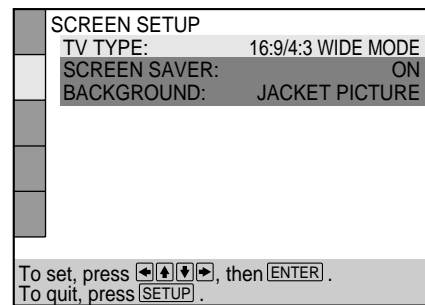 SCREEN SETUP
TV TYPE: 16:9/4:3 WIDE MODE
SCREEN SAVER: ON
BACKGROUND: JACKET PICTURE
To set, press ←↑↓→, then ENTER .
To quit, press SETUP .